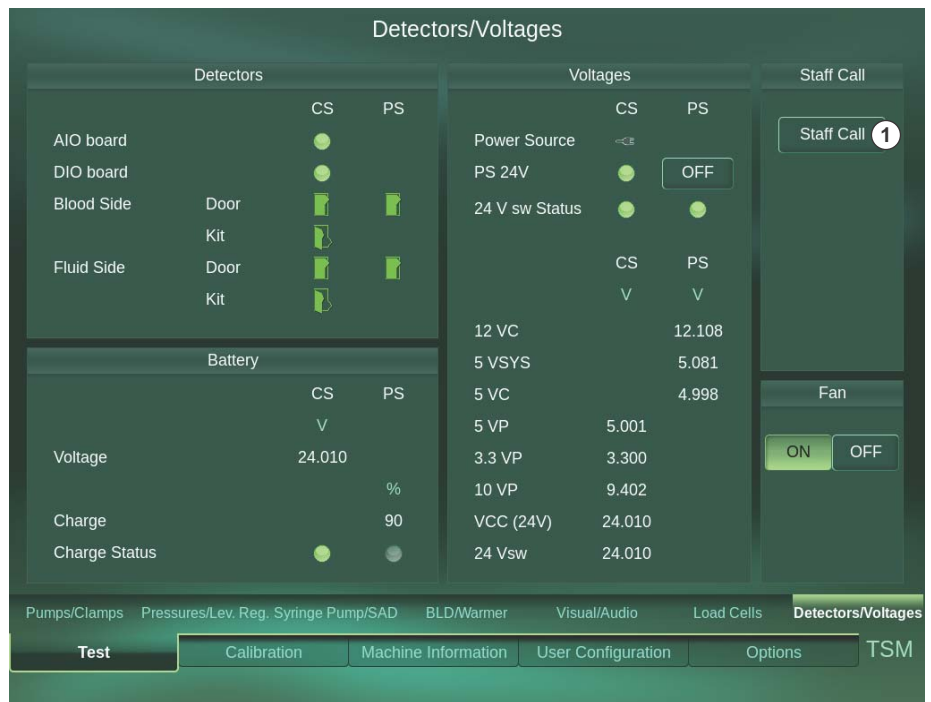 Detectors/Voltages
Detectors
CS PS
AIO board
DIO board
Blood Side Door
Kit
Fluid Side Door
Kit
Battery
CS PS
V
Voltage 24.010
%
Charge 90
Charge Status
Voltages
CS PS
Power Source
PS 24V OFF
24 V sw Status
CS PS
V V
12 VC 12.108
5 VSYS 5.081
5 VC 4.998
5 VP 5.001
3.3 VP 3.300
10 VP 9.402
VCC (24V) 24.010
24 Vsw 24.010
Staff Call
Staff Call 1
Fan
ON OFF
Pumps/Clamps Pressures/Lev. Reg. Syringe Pump/SAD BLD/Warmer Visual/Audio Load Cells Detectors/Voltages
Test Calibration Machine Information User Configuration Options TSM